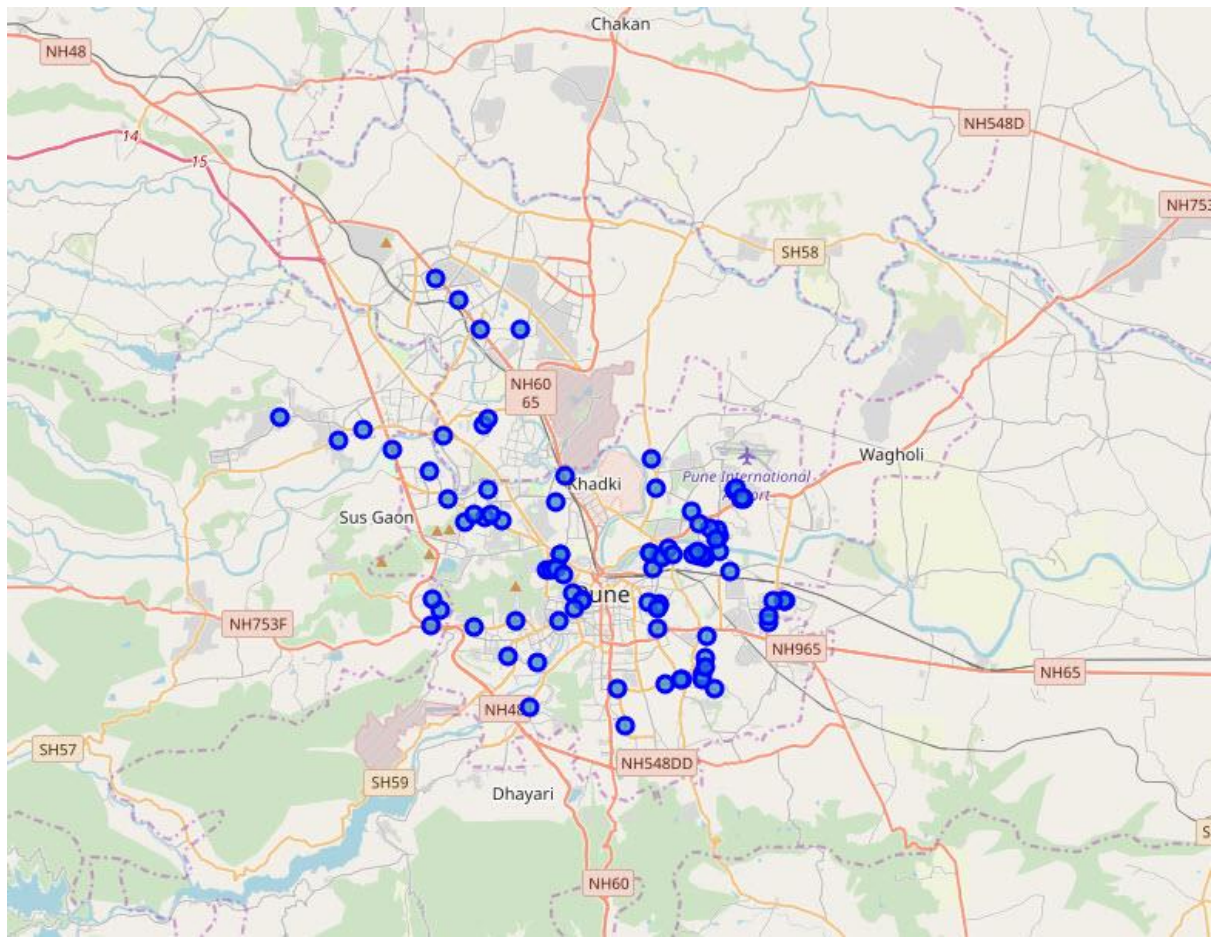 Chakan
NH48
NH548D
14
15
NH753
SH58
NH60
65
Wagholi
Pune International
port
Khadki
Sus Gaon
une
NH753F
NH965
NH65
NH48
SH57
NH548DD
SH59
Dhayari
S
NH60